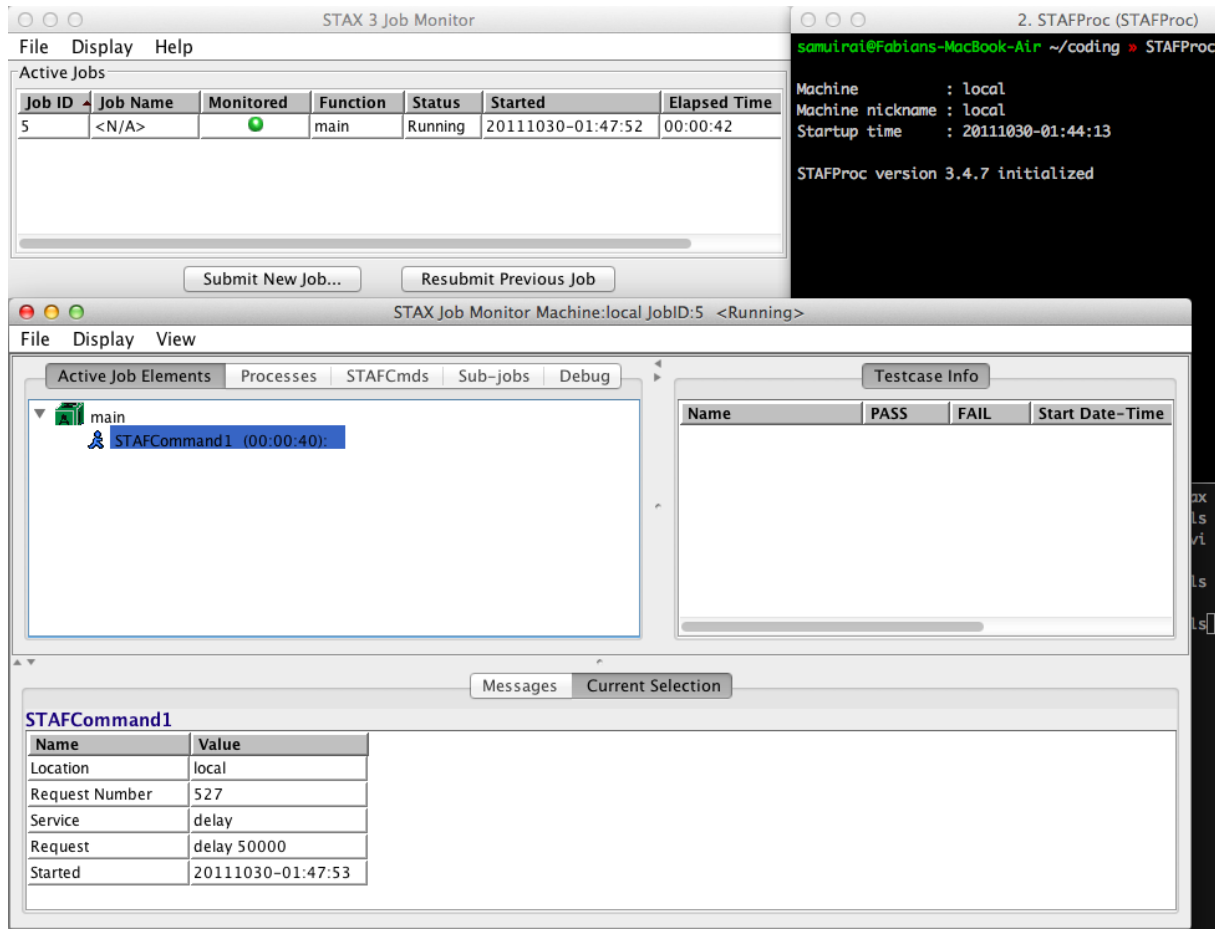 STAX 3 Job Monitor
File Display Help
Active Jobs
Job ID Job Name Monitored Function Status Started Elapsed Time
5 <N/A> main Running 20111030-01:47:52 00:00:42
Submit New Job... Resubmit Previous Job
2. STAFProc (STAFProc)
samuirai@Fabians-MacBook-Air ~/coding » STAFProc
Machine : local
Machine nickname : local
Startup time : 20111030-01:44:13
STAFProc version 3.4.7 initialized
STAX Job Monitor Machine:local JobID:5 <Running>
File Display View
Active Job Elements Processes STAFCmds Sub-jobs Debug
main
STAFCommand1 (00:00:40):
Testcase Info
Name PASS FAIL Start Date-Time
ax
ls
vi
ls
ls
Messages Current Selection
STAFCommand1
Name Value
Location local
Request Number 527
Service delay
Request delay 50000
Started 20111030-01:47:53